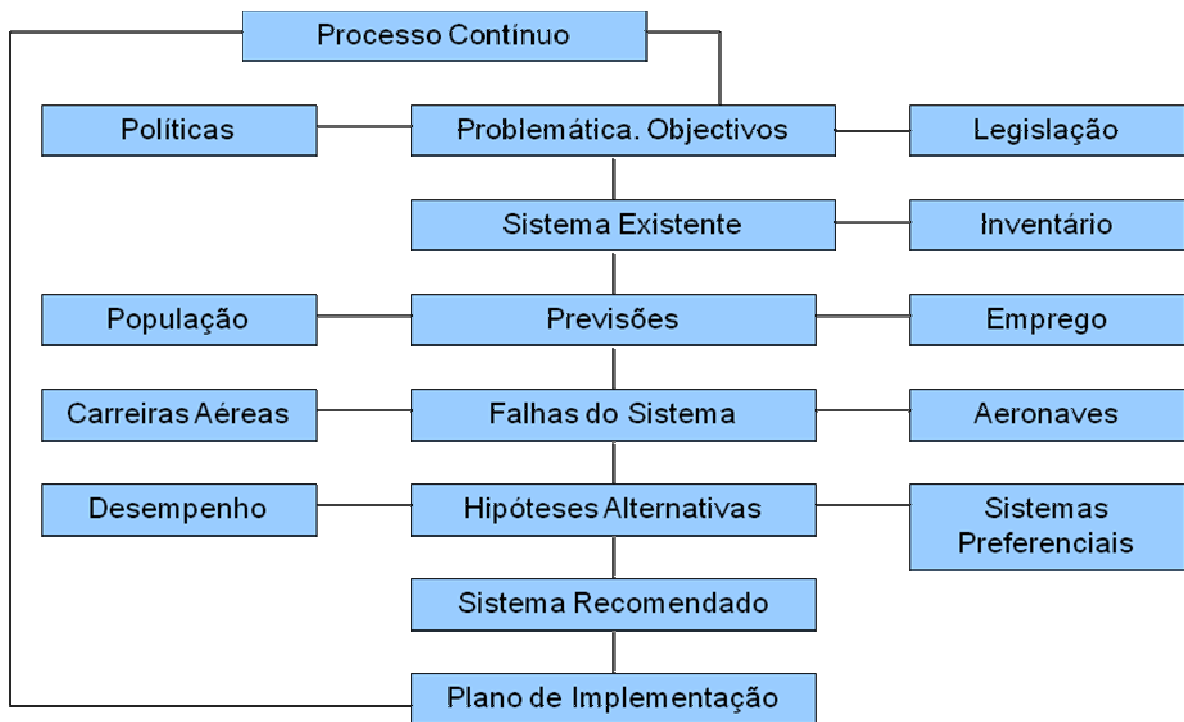 Processo Contínuo
Políticas
Problemática. Objectivos
Legislação
Sistema Existente
Inventário
População
Previsões
Emprego
Carreiras Aéreas
Falhas do Sistema
Aeronaves
Desempenho
Hipóteses Alternativas
Sistemas
Preferenciais
Sistema Recomendado
Plano de Implementação